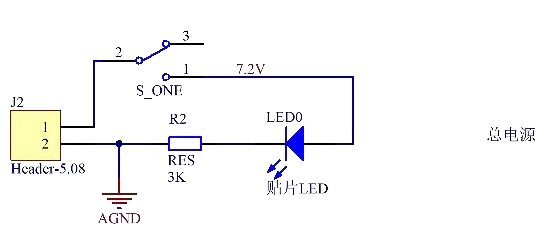 3
2
1
7.2V
S_ONE
J2
1
2
Header-5.08
R2
RES
3K
LED0
贴片LED
总电源
AGND